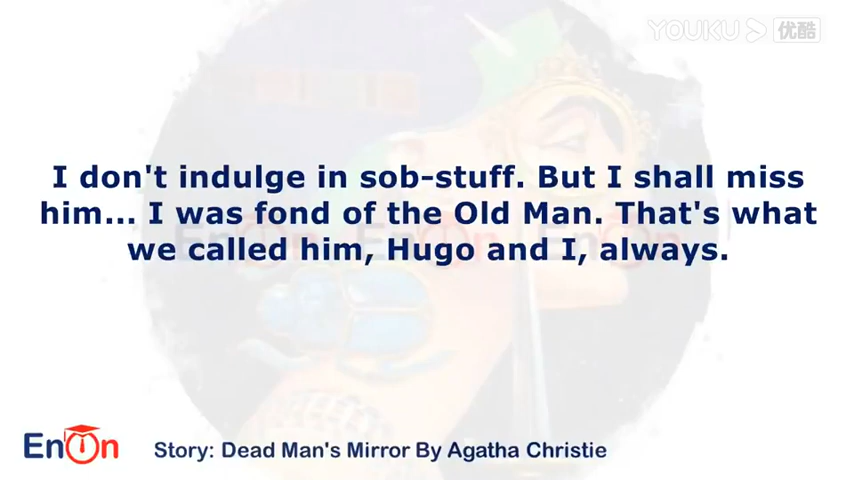 YOUKU 优酷
I don't indulge in sob-stuff. But I shall miss
him... I was fond of the Old Man. That's what
we called him, Hugo and I, always.
EnOn
Story: Dead Man's Mirror By Agatha Christie